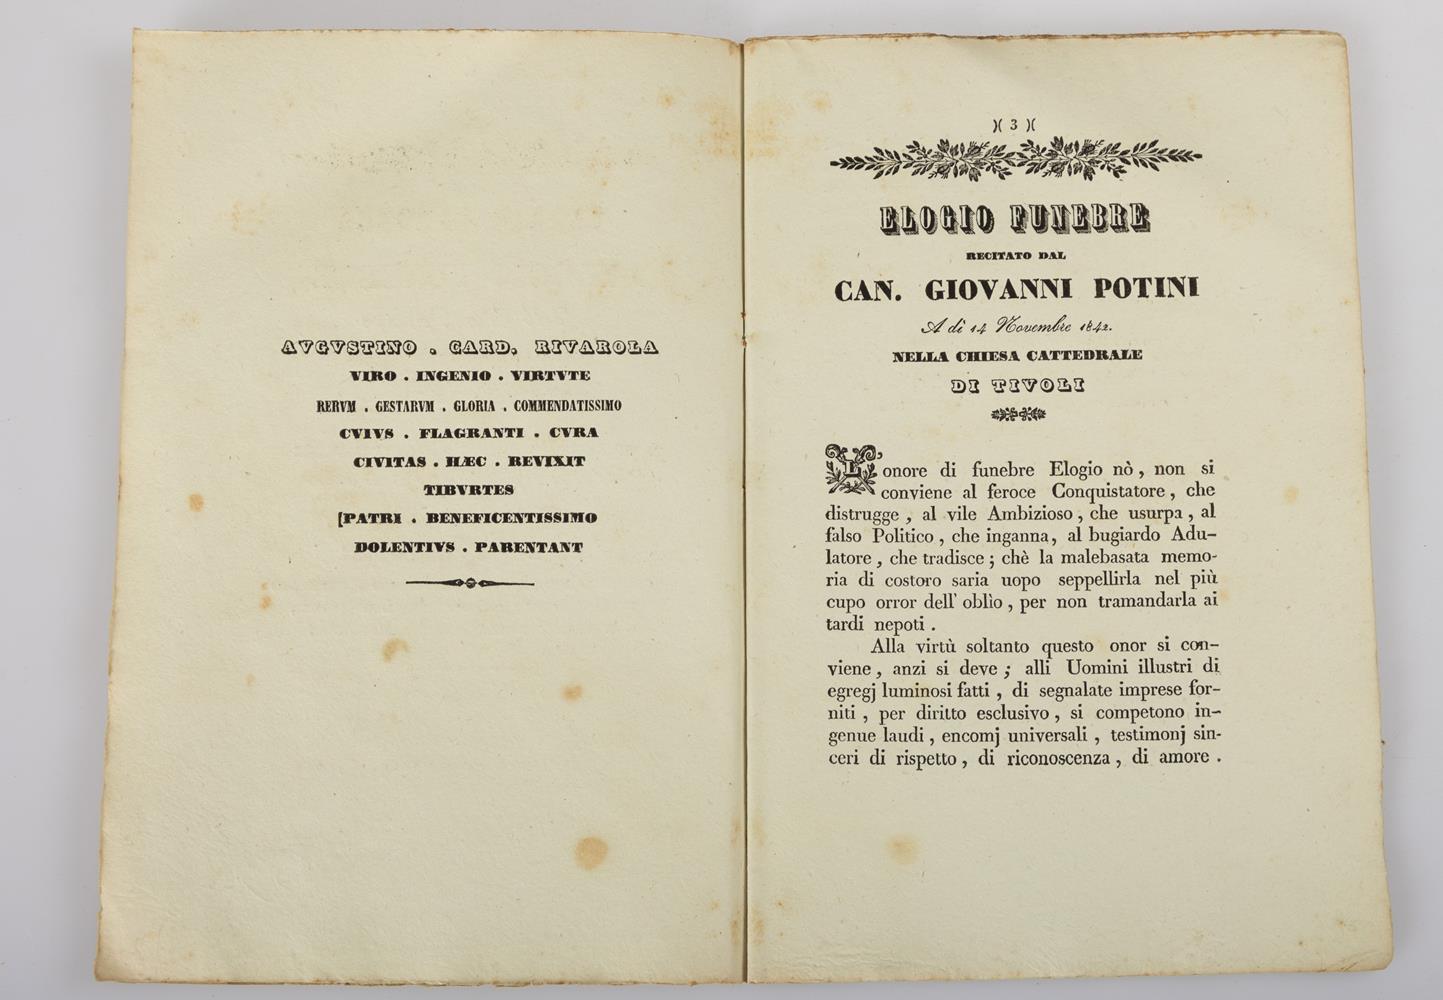 AVGVSTINO . CARD. RIVAROLA
VIRO . INGENIO . VIRTVTE
RERVM . GESTARVM . GLORIA . COMMENDATISSIMO
CVIVS . FLAGRANTI . CVRA
CIVITAS . HÆC . REVIXIT
TIBVRTES
[PATRI . BENEFICENTISSIMO
DOLENTIVS . PARENTANT
)( 3 )(
ELOGIO FUNEBRE
RECITATO DAL
CAN. GIOVANNI POTINI
A dì 14 Novembre 1842.
NELLA CHIESA CATTEDRALE
DI TIVOLI
L' onore di funebre Elogio nò, non si
conviene al feroce Conquistatore, che
distrugge, al vile Ambizioso, che usurpa, al
falso Politico, che inganna, al bugiardo Adu-
latore, che tradisce; chè la malebasata memo-
ria di costoro saria uopo seppellirla nel più
cupo orror dell' oblìo, per non tramandarla ai
tardi nepoti.
Alla virtù soltanto questo onor si con-
viene, anzi si deve; alli Uomini illustri di
egregj luminosi fatti, di segnalate imprese for-
niti, per diritto esclusivo, si competono in-
genue laudi, encomj universali, testimonj sin-
ceri di rispetto, di riconoscenza, di amore.